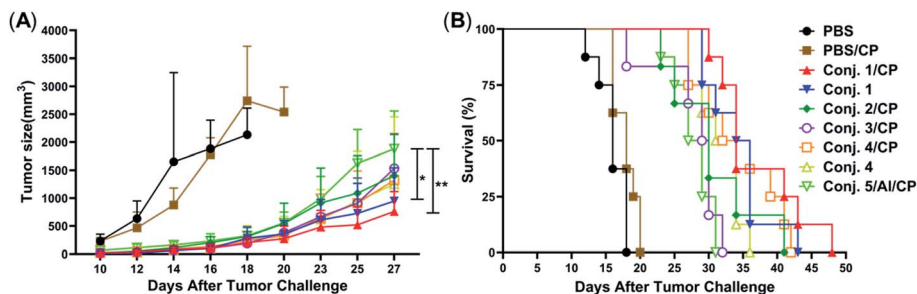 (A)
Tumor size(mm³)
4000
3500
3000
2500
2000
1500
1000
500
0
10 12 14 16 18 20 23 25 27
Days After Tumor Challenge
* **
(B)
Survival (%)
100
75
50
25
0
0 5 10 15 20 25 30 35 40 45 50
Days After Tumor Challenge
PBS
PBS/CP
Conj. 1/CP
Conj. 1
Conj. 2/CP
Conj. 3/CP
Conj. 4/CP
Conj. 4
Conj. 5/Al/CP